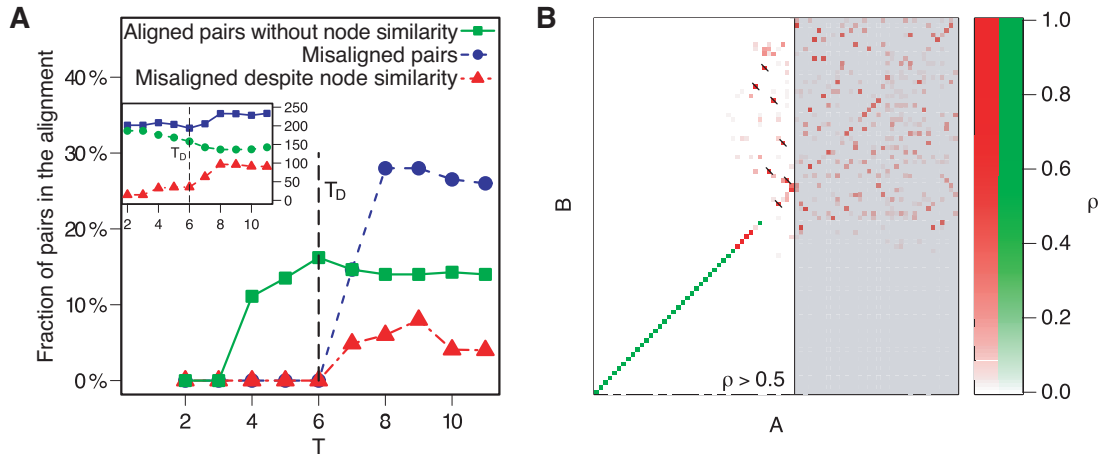 A
Aligned pairs without node similarity
Misaligned pairs
Misaligned despite node similarity
Fraction of pairs in the alignment
40 %
30 %
20 %
10 %
0 %
250
200
150
100
50
0
T_D
2 4 6 8 10
T_D
2 4 6 8 10
T
B
B
ρ > 0.5
A
1.0
0.8
0.6
0.4
0.2
0.0
ρ